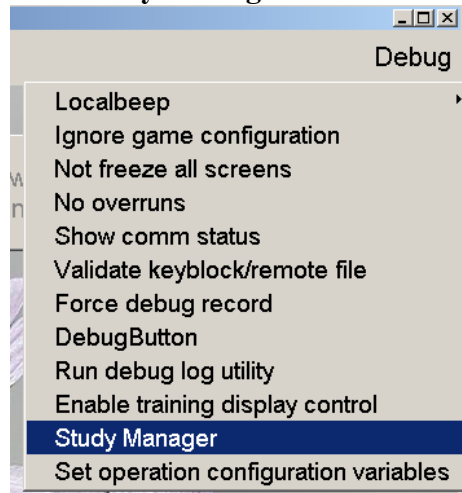 Debug
Localbeep
Ignore game configuration
Not freeze all screens
No overruns
Show comm status
Validate keyblock/remote file
Force debug record
DebugButton
Run debug log utility
Enable training display control
Study Manager
Set operation configuration variables